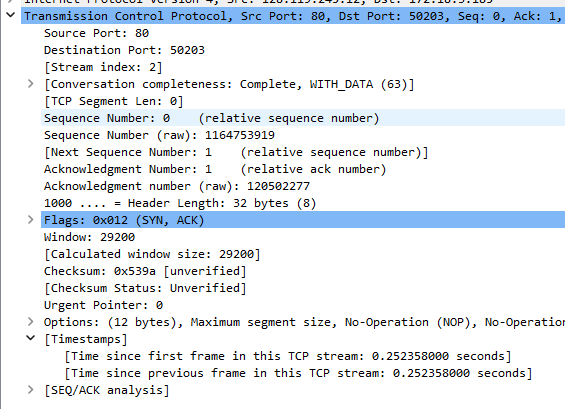 Transmission Control Protocol, Src Port: 80, Dst Port: 50203, Seq: 0, Ack: 1,
Source Port: 80
Destination Port: 50203
[Stream index: 2]
[Conversation completeness: Complete, WITH_DATA (63)]
[TCP Segment Len: 0]
Sequence Number: 0    (relative sequence number)
Sequence Number (raw): 1164753919
[Next Sequence Number: 1    (relative sequence number)]
Acknowledgment Number: 1    (relative ack number)
Acknowledgment number (raw): 120502277
1000 .... = Header Length: 32 bytes (8)
Flags: 0x012 (SYN, ACK)
Window: 29200
[Calculated window size: 29200]
Checksum: 0x539a [unverified]
[Checksum Status: Unverified]
Urgent Pointer: 0
Options: (12 bytes), Maximum segment size, No-Operation (NOP), No-Operation
[Timestamps]
[Time since first frame in this TCP stream: 0.252358000 seconds]
[Time since previous frame in this TCP stream: 0.252358000 seconds]
[SEQ/ACK analysis]